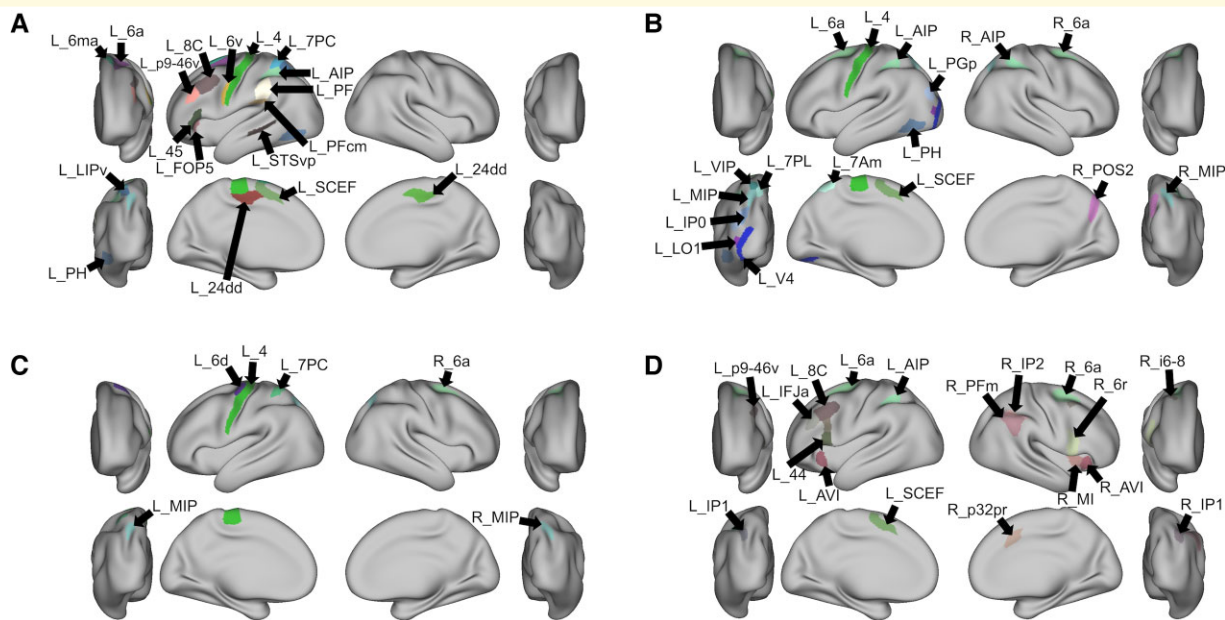 A
L_6ma
L_6a
L_8C
L_6v
L_4
L_7PC
L_p9-46v
L_AIP
L_PF
L_PFcm
L_45
L_FOP5
L_STSvp
L_LIPv
L_SCEF
L_24dd
L_PH
L_24dd
B
L_6a
L_4
L_AIP
R_AIP
R_6a
L_PGp
L_PH
L_VIP
L_7PL
L_7Am
L_MIP
L_SCEF
R_POS2
R_MIP
L_IP0
L_LO1
L_V4
C
L_6d
L_4
L_7PC
R_6a
L_MIP
R_MIP
D
L_p9-46v
L_8C
L_6a
L_AIP
R_IP2
R_6a
R_i6-8
L_IFJa
R_PFm
R_6r
L_44
L_AVI
R_MI
R_AVI
L_IP1
L_SCEF
R_p32pr
R_IP1